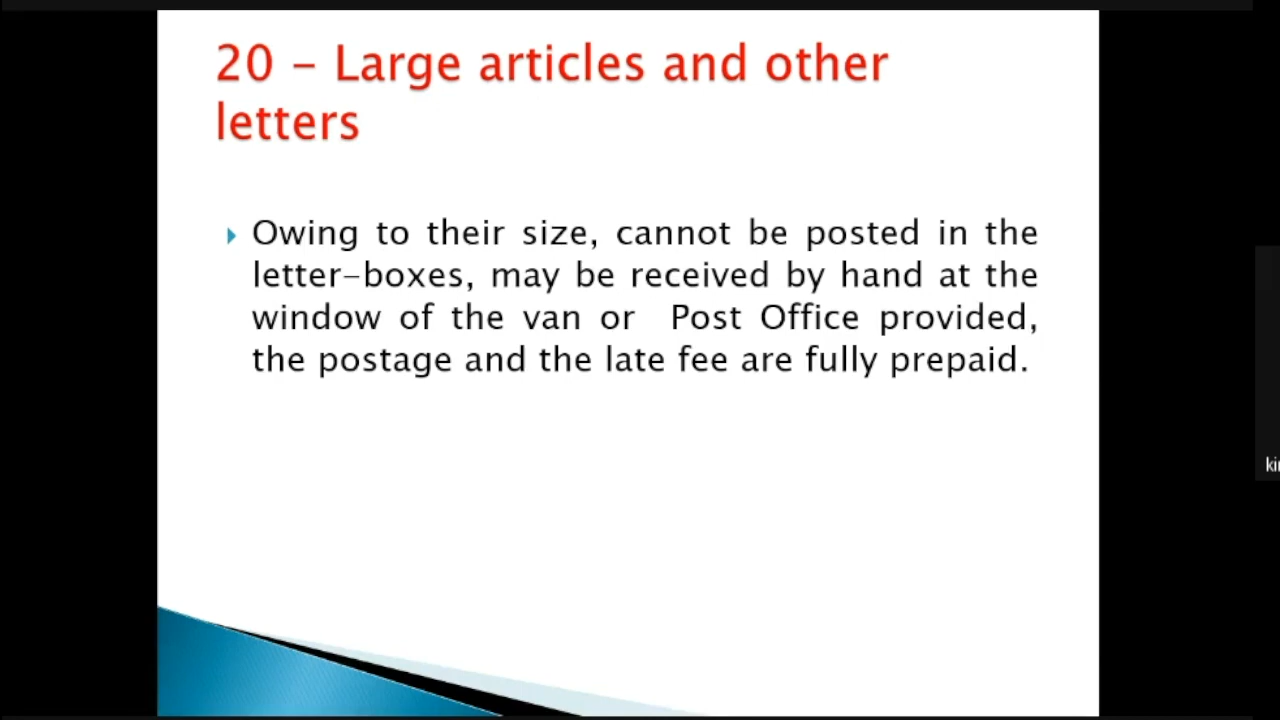 20 – Large articles and other
letters
Owing to their size, cannot be posted in the
letter-boxes, may be received by hand at the
window of the van or Post Office provided,
the postage and the late fee are fully prepaid.